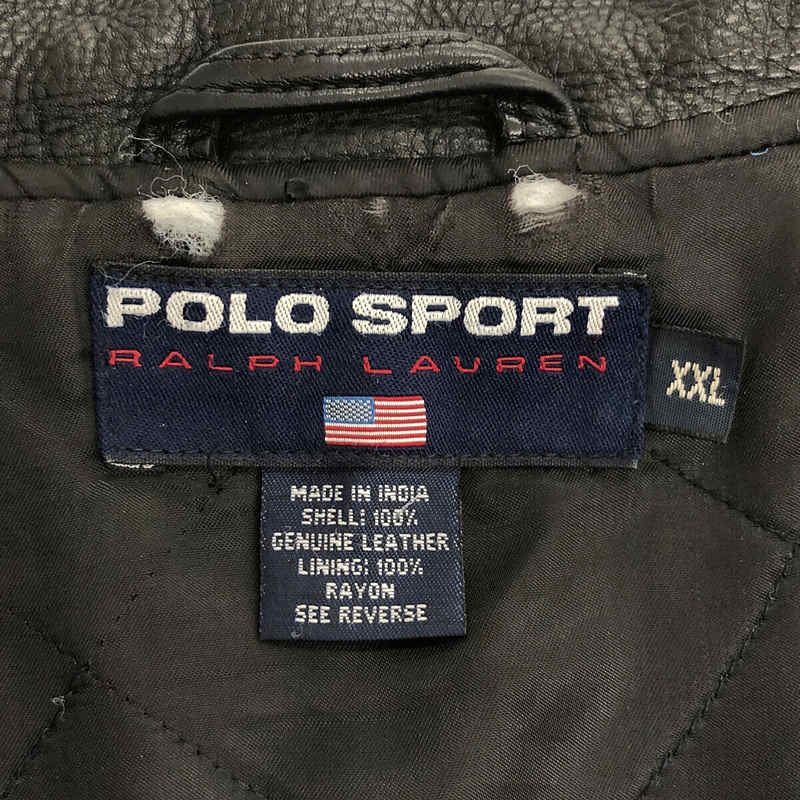 POLO SPORT
RALPH LAUREN
XXL
MADE IN INDIA
SHELL: 100%
GENUINE LEATHER
LINING: 100%
RAYON
SEE REVERSE